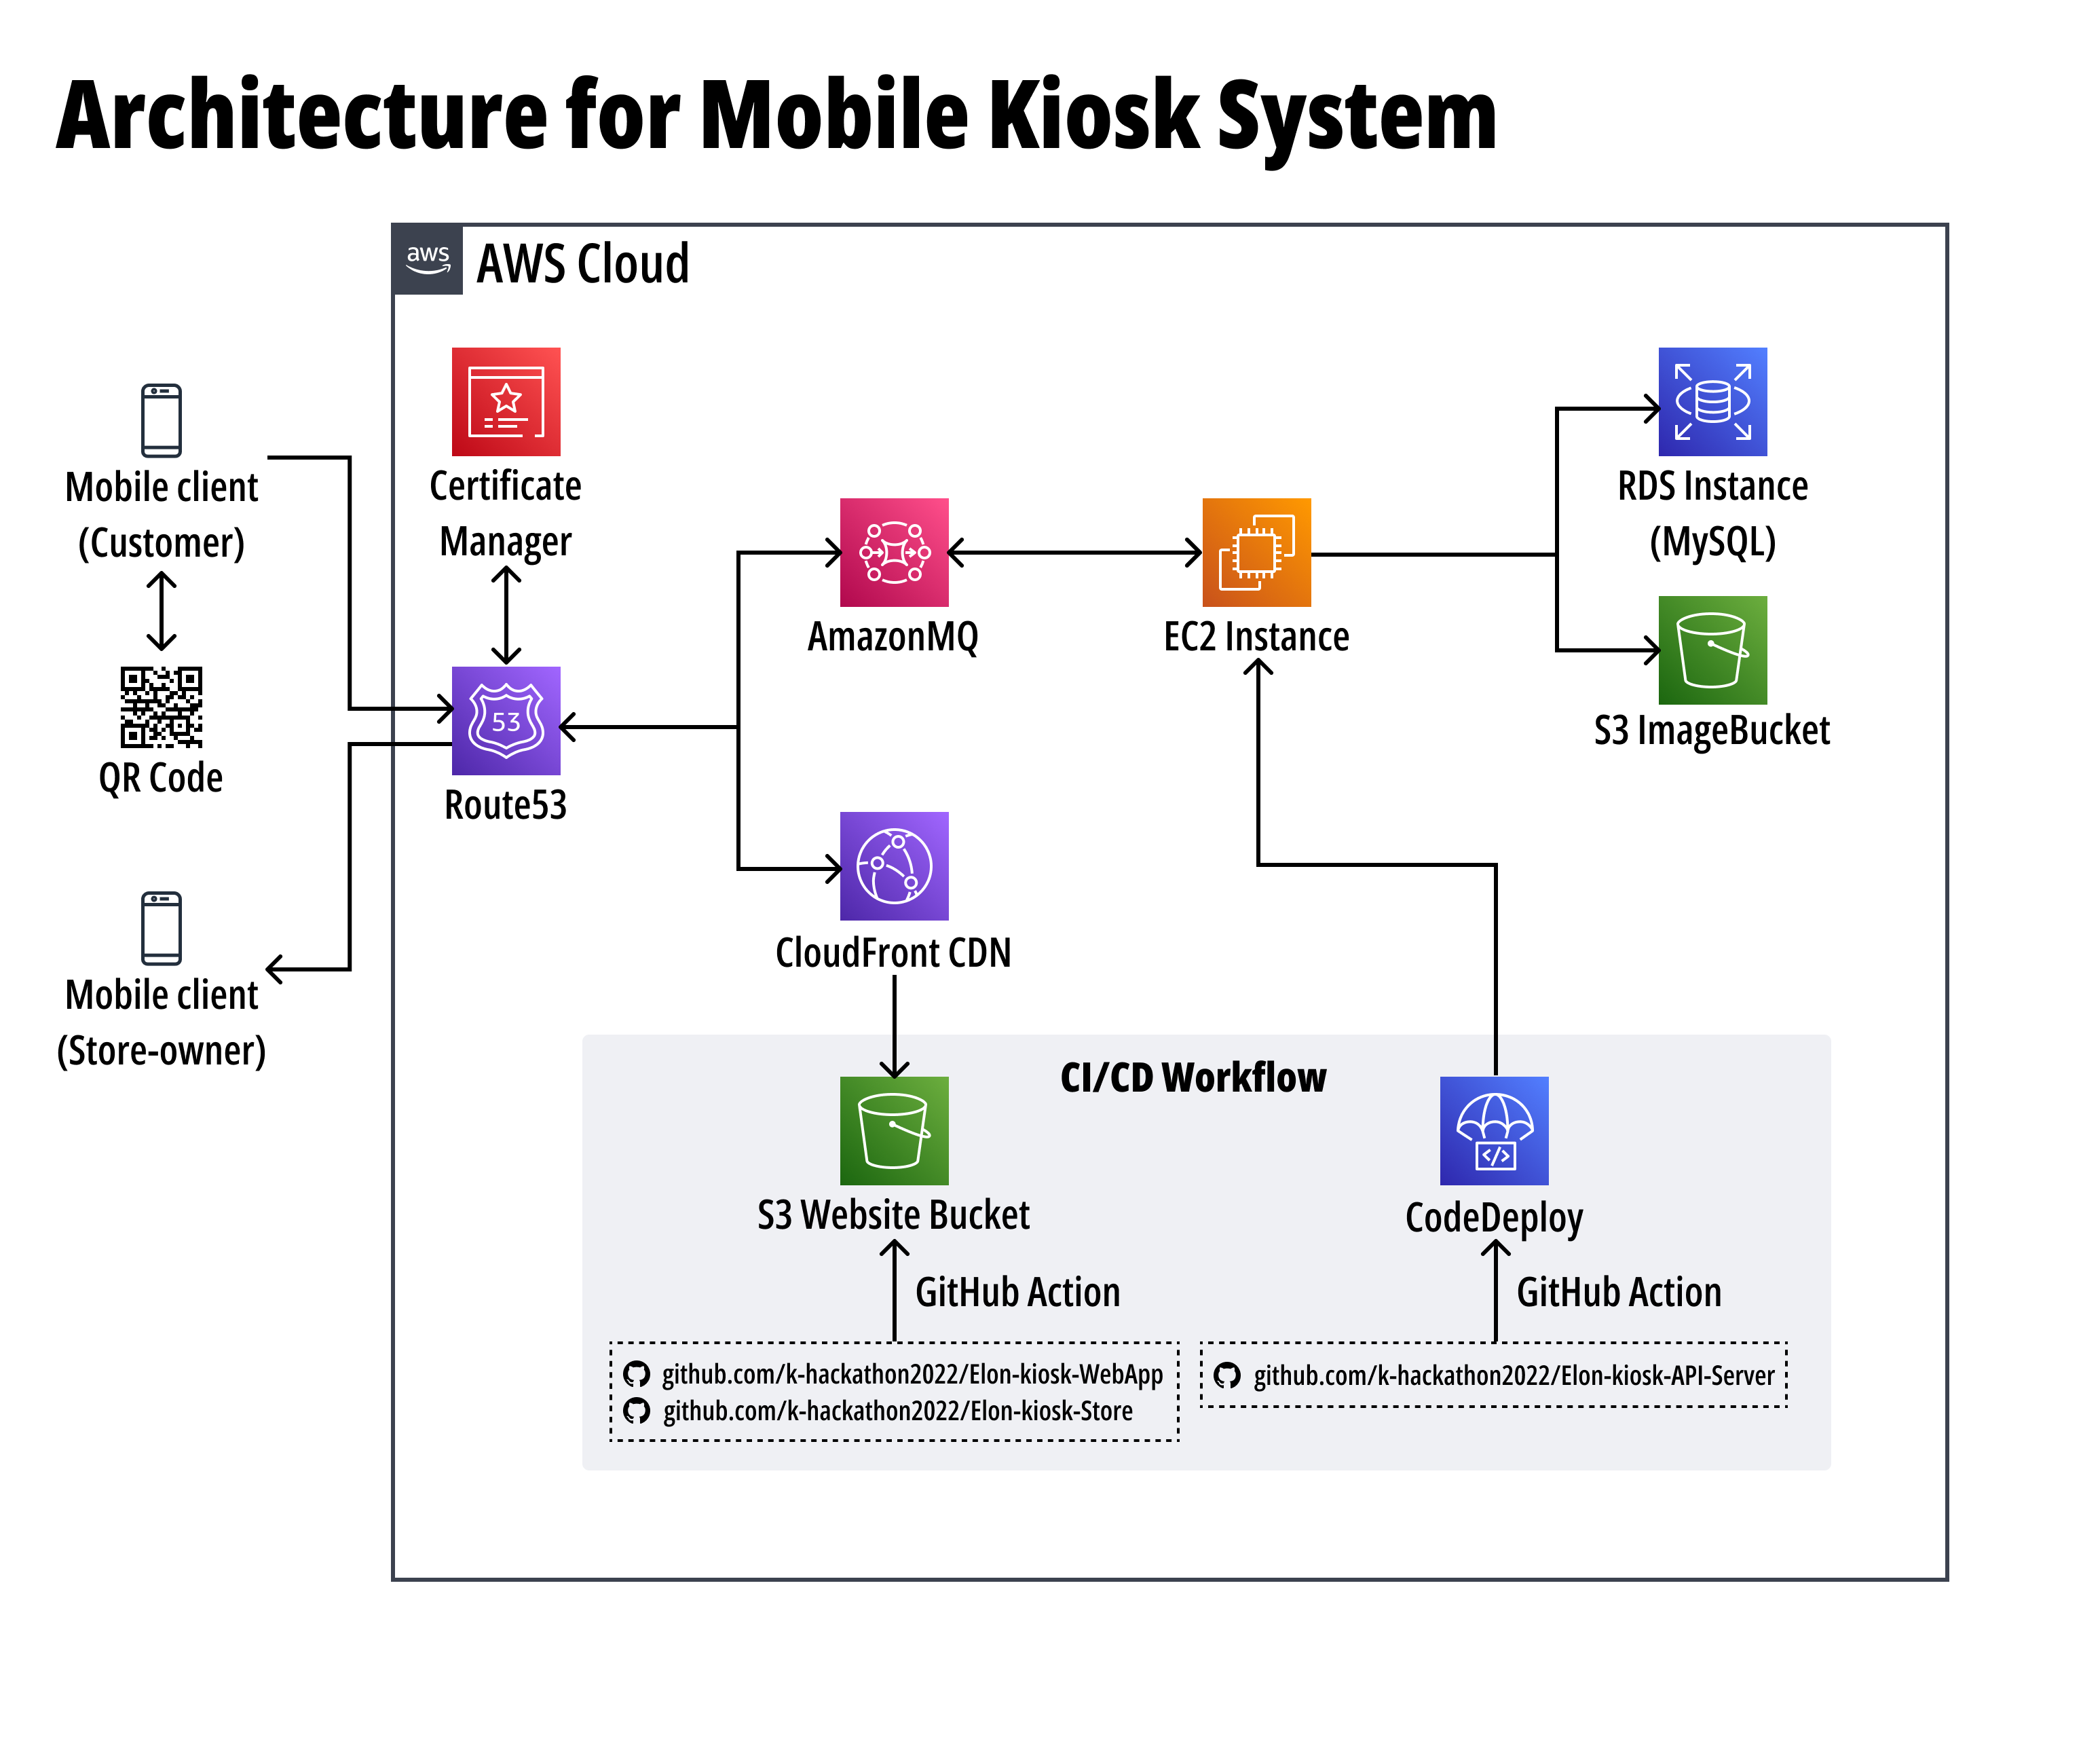 Architecture for Mobile Kiosk System
aws
AWS Cloud
Mobile client
(Customer)
QR Code
Mobile client
(Store-owner)
Certificate
Manager
53
Route53
AmazonMQ
EC2 Instance
RDS Instance
(MySQL)
S3 ImageBucket
CloudFront CDN
CI/CD Workflow
S3 Website Bucket
CodeDeploy
GitHub Action
GitHub Action
github.com/k-hackathon2022/Elon-kiosk-WebApp
github.com/k-hackathon2022/Elon-kiosk-Store
github.com/k-hackathon2022/Elon-kiosk-API-Server